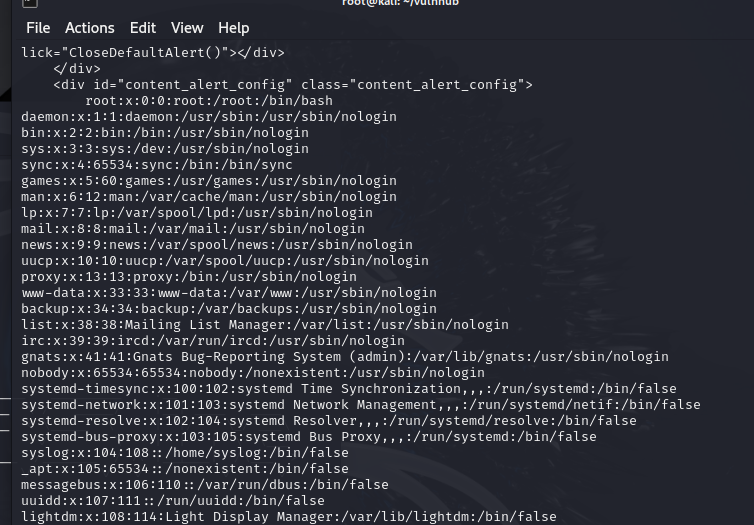 root@kali: ~/vulnhub
File Actions Edit View Help
lick="CloseDefaultAlert()"></div>
</div>
<div id="content_alert_config" class="content_alert_config">
root:x:0:0:root:/root:/bin/bash
daemon:x:1:1:daemon:/usr/sbin:/usr/sbin/nologin
bin:x:2:2:bin:/bin:/usr/sbin/nologin
sys:x:3:3:sys:/dev:/usr/sbin/nologin
sync:x:4:65534:sync:/bin:/bin/sync
games:x:5:60:games:/usr/games:/usr/sbin/nologin
man:x:6:12:man:/var/cache/man:/usr/sbin/nologin
lp:x:7:7:lp:/var/spool/lpd:/usr/sbin/nologin
mail:x:8:8:mail:/var/mail:/usr/sbin/nologin
news:x:9:9:news:/var/spool/news:/usr/sbin/nologin
uucp:x:10:10:uucp:/var/spool/uucp:/usr/sbin/nologin
proxy:x:13:13:proxy:/bin:/usr/sbin/nologin
www-data:x:33:33:www-data:/var/www:/usr/sbin/nologin
backup:x:34:34:backup:/var/backups:/usr/sbin/nologin
list:x:38:38:Mailing List Manager:/var/list:/usr/sbin/nologin
irc:x:39:39:ircd:/var/run/ircd:/usr/sbin/nologin
gnats:x:41:41:Gnats Bug-Reporting System (admin):/var/lib/gnats:/usr/sbin/nologin
nobody:x:65534:65534:nobody:/nonexistent:/usr/sbin/nologin
systemd-timesync:x:100:102:systemd Time Synchronization,,,:/run/systemd:/bin/false
systemd-network:x:101:103:systemd Network Management,,,:/run/systemd/netif:/bin/false
systemd-resolve:x:102:104:systemd Resolver,,,:/run/systemd/resolve:/bin/false
systemd-bus-proxy:x:103:105:systemd Bus Proxy,,,:/run/systemd:/bin/false
syslog:x:104:108::/home/syslog:/bin/false
_apt:x:105:65534::/nonexistent:/bin/false
messagebus:x:106:110::/var/run/dbus:/bin/false
uuidd:x:107:111::/run/uuidd:/bin/false
lightdm:x:108:114:Light Display Manager:/var/lib/lightdm:/bin/false